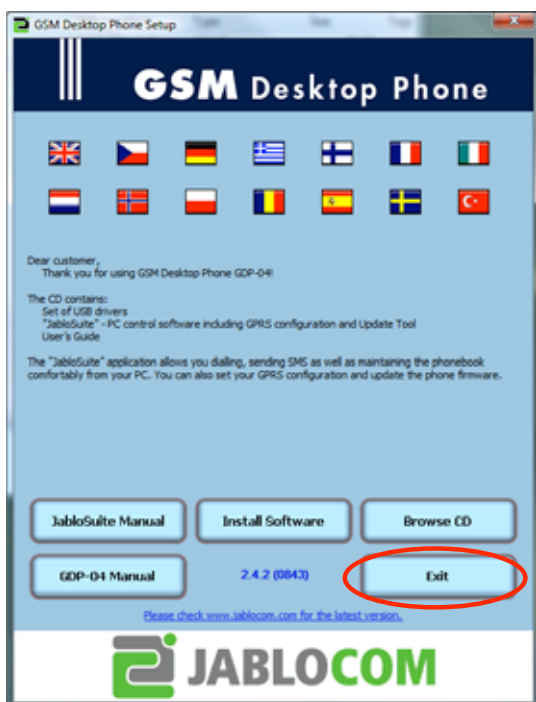 GSM Desktop Phone Setup
GSM Desktop Phone
Dear customer,
Thank you for using GSM Desktop Phone GDP-04!
The CD contains:
Set of USB drivers
"JabloSuite" - PC control software including GPRS configuration and Update Tool
User's Guide
The "JabloSuite" application allows you dialling, sending SMS as well as maintaining the phonebook
comfortably from your PC. You can also set your GPRS configuration and update the phone firmware.
JabloSuite Manual
Install Software
Browse CD
GDP-04 Manual
2.4.2 (0843)
Exit
Please check www.jablocom.com for the latest version.
JABLOCOM